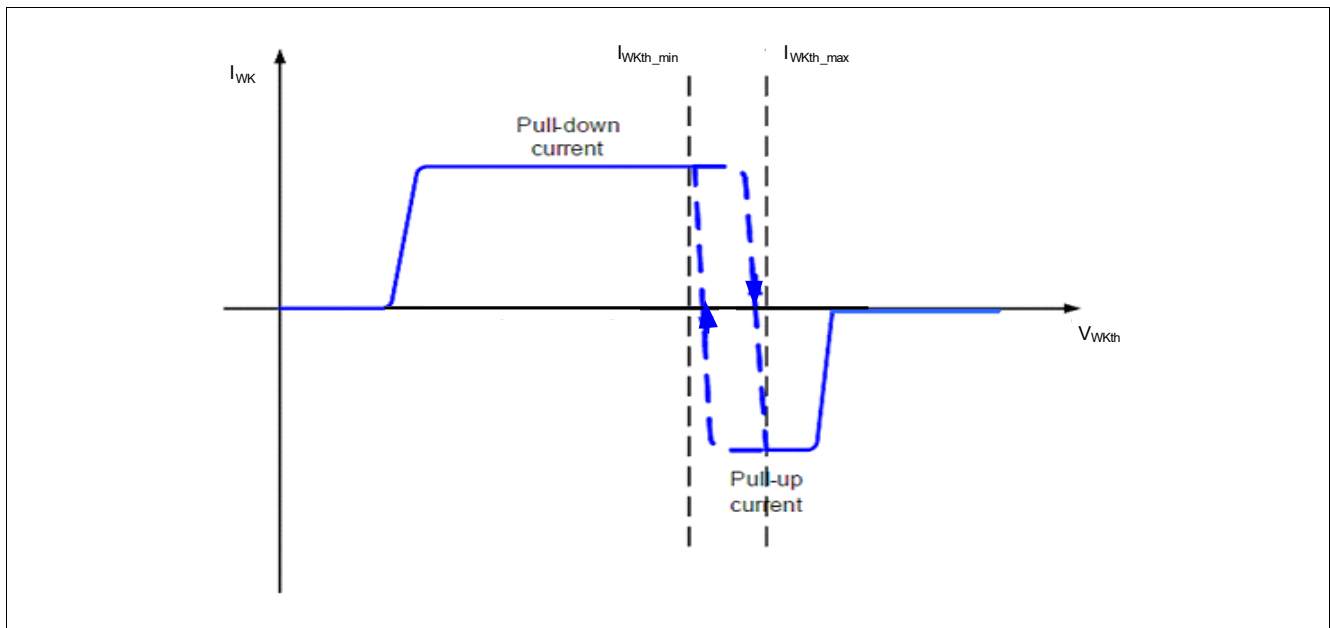 I_WK
I_WKth_min
I_WKth_max
Pull-down
current
V_WKth
Pull-up
current